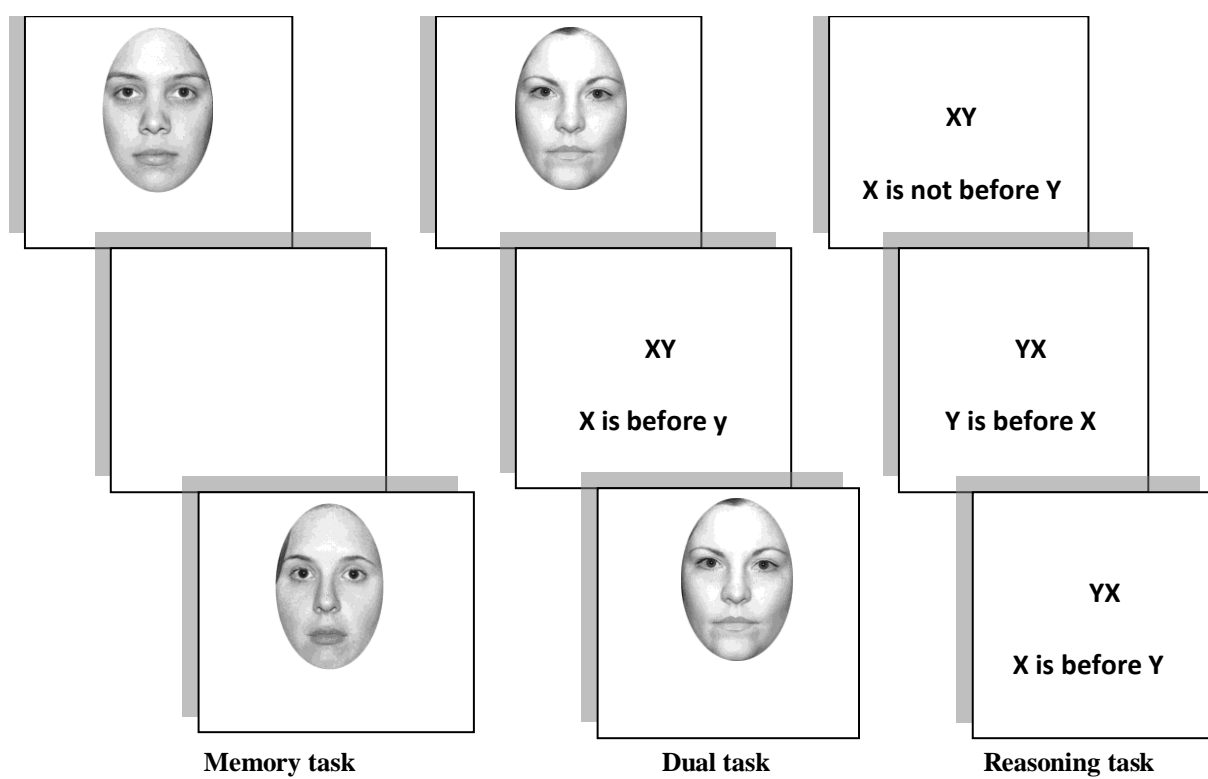 XY
X is not before Y
XY
X is before y
YX
Y is before X
YX
X is before Y
Memory task
Dual task
Reasoning task